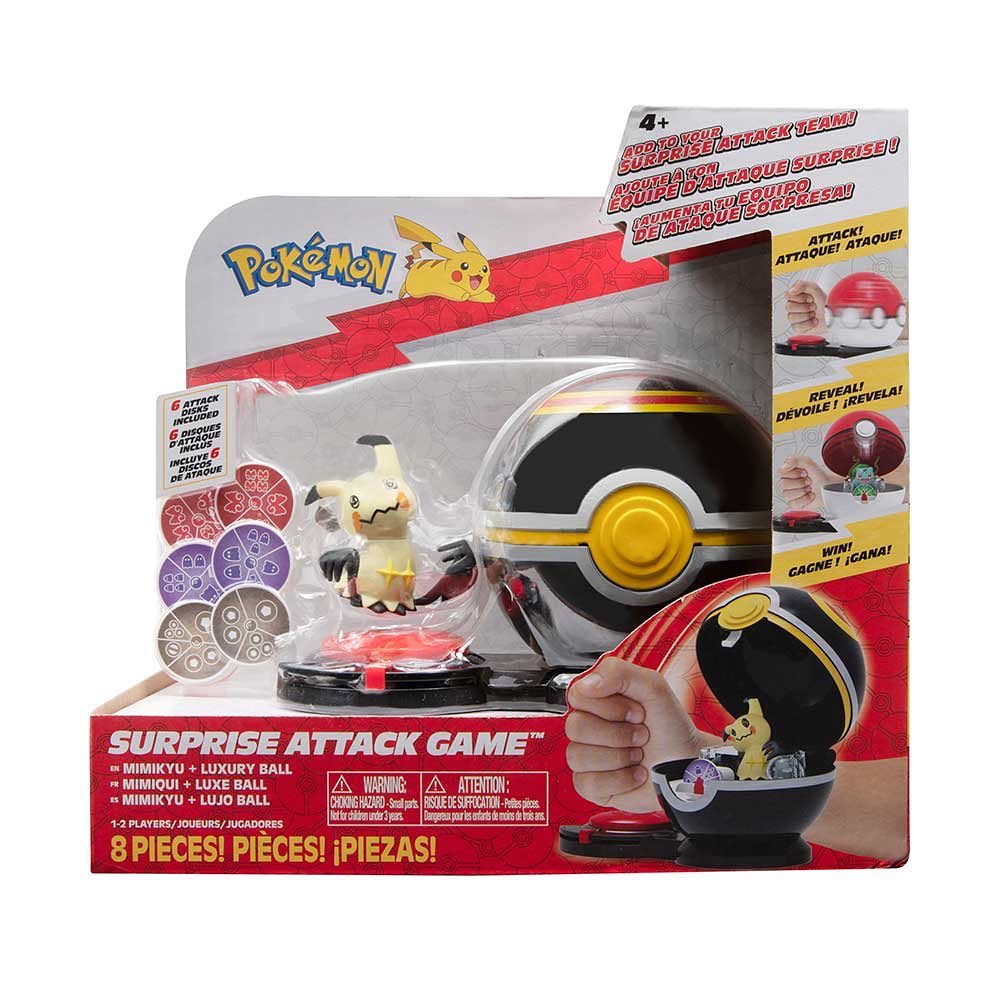 4+
ADD TO YOUR
SURPRISE ATTACK TEAM!
AJOUTE À TON
ÉQUIPE D'ATTAQUE SURPRISE !
¡AUMENTA TU EQUIPO
DE ATAQUE SORPRESA!
ATTACK!
ATTAQUE! ATAQUE!
REVEAL!
DÉVOILE ! ¡REVELA!
WIN!
GAGNE ! ¡GANA!
POKÉMON
TM
6 ATTACK
DISKS
INCLUDED
6 DISQUES
D'ATTAQUE
INCLUS
INCLUYE 6
DISCOS
DE ATAQUE
SURPRISE ATTACK GAME™
EN MIMIKYU + LUXURY BALL
FR MIMIQUI + LUXE BALL
ES MIMIKYU + LUJO BALL
1-2 PLAYERS/JOUEURS/JUGADORES
8 PIECES! PIÈCES! ¡PIEZAS!
WARNING:
CHOKING HAZARD - Small parts.
Not for children under 3 years.
ATTENTION :
RISQUE DE SUFFOCATION - Petites pièces.
Dangereux pour les enfants de moins de trois ans.